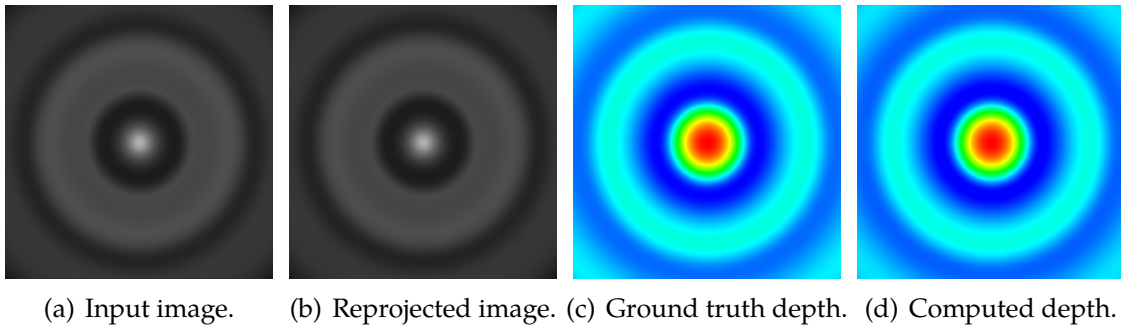 (a) Input image. (b) Reprojected image. (c) Ground truth depth. (d) Computed depth.